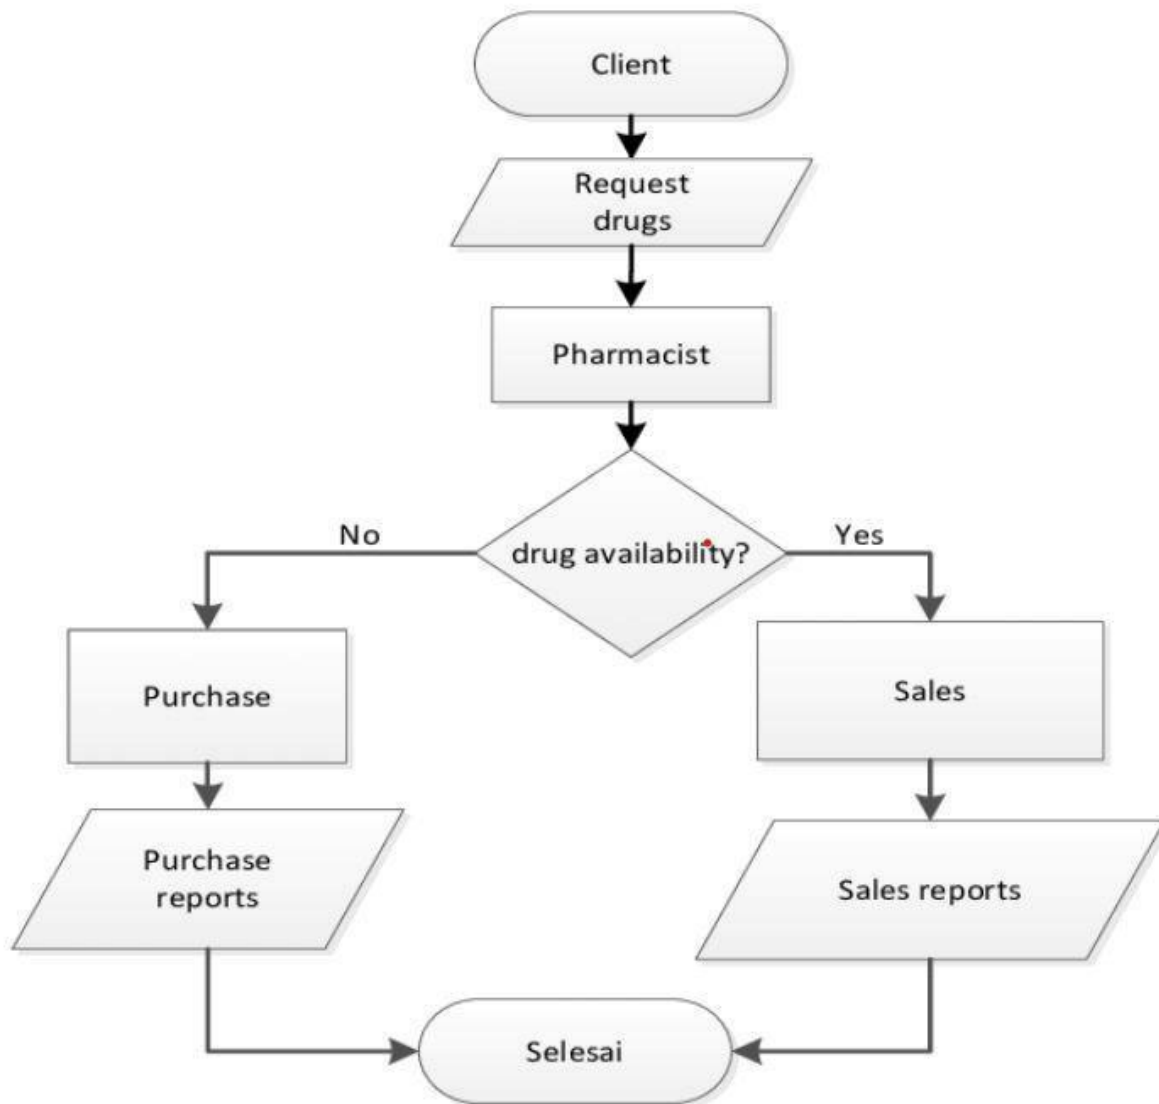 Client
Request
drugs
Pharmacist
drug availability?
No
Yes
Purchase
Sales
Purchase
reports
Sales reports
Selesai